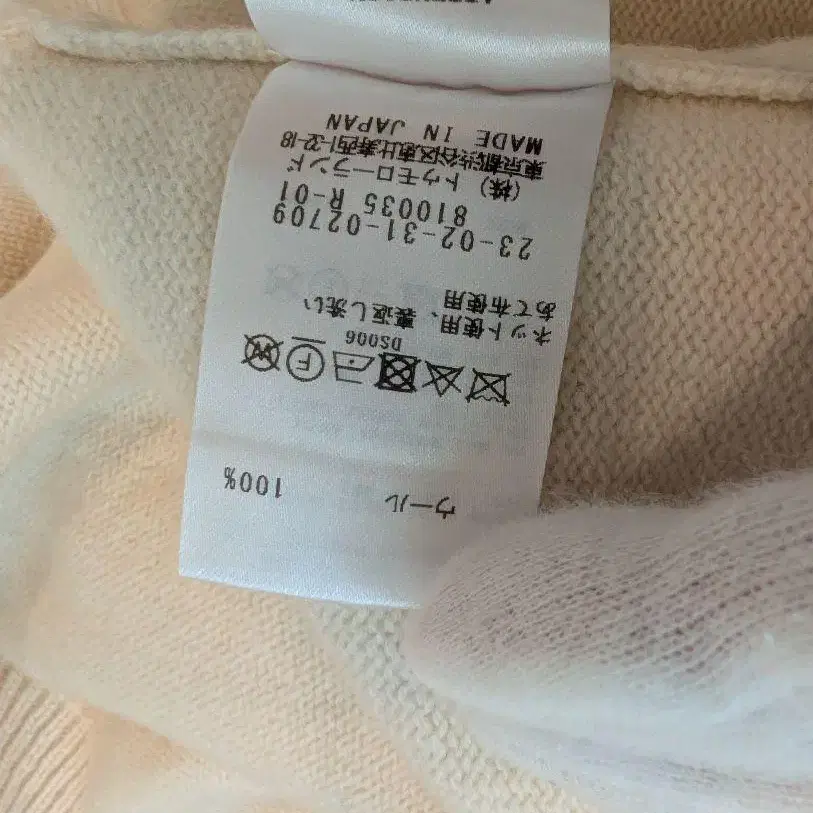 ウール 100%
DS006
ネット使用、裏返し洗い
あて布使用
23-02-31-02709
810035 R-01
(株) トゥモローランド
東京都渋谷区恵比寿西1-32-18
MADE IN JAPAN